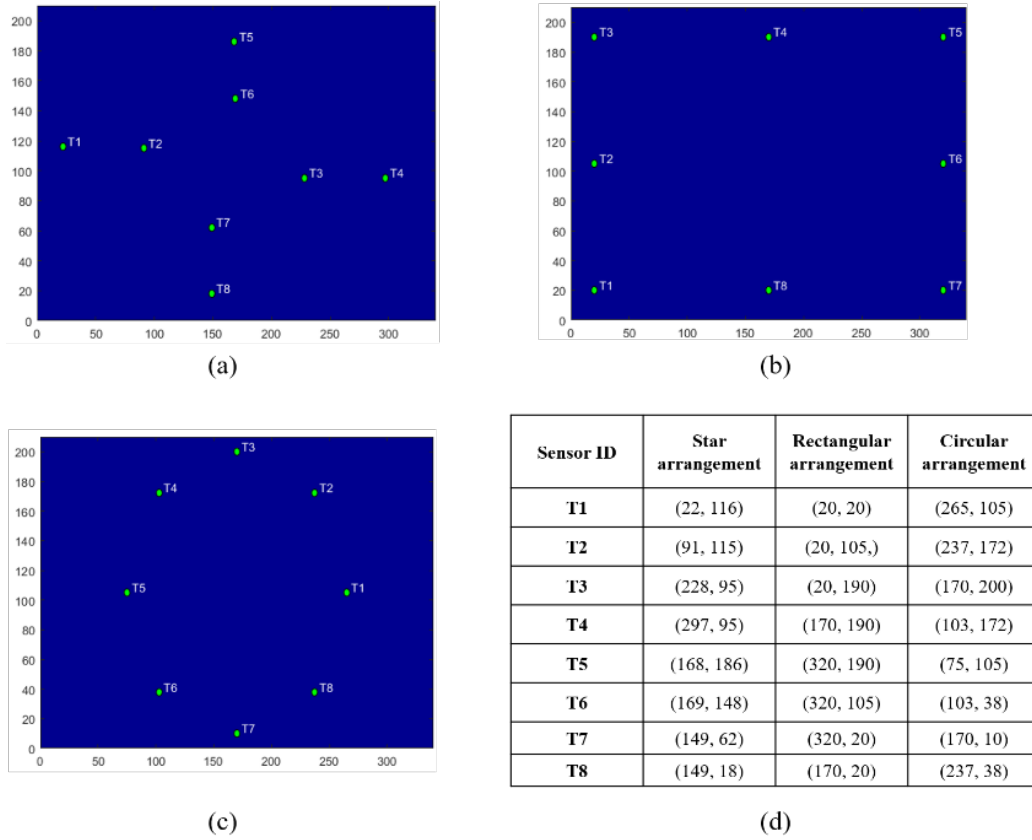 200
180
160
140
120
100
80
60
40
20
0
0 50 100 150 200 250 300
T5
T6
T1 T2
T3 T4
T7
T8
(a)
200
180
160
140
120
100
80
60
40
20
0
0 50 100 150 200 250 300
T3 T4 T5
T2 T6
T1 T8 T7
(b)
200
180
160
140
120
100
80
60
40
20
0
0 50 100 150 200 250 300
T3
T4 T2
T5 T1
T6 T8
T7
(c)
Sensor ID Star arrangement Rectangular arrangement Circular arrangement
T1 (22, 116) (20, 20) (265, 105)
T2 (91, 115) (20, 105,) (237, 172)
T3 (228, 95) (20, 190) (170, 200)
T4 (297, 95) (170, 190) (103, 172)
T5 (168, 186) (320, 190) (75, 105)
T6 (169, 148) (320, 105) (103, 38)
T7 (149, 62) (320, 20) (170, 10)
T8 (149, 18) (170, 20) (237, 38)
(d)